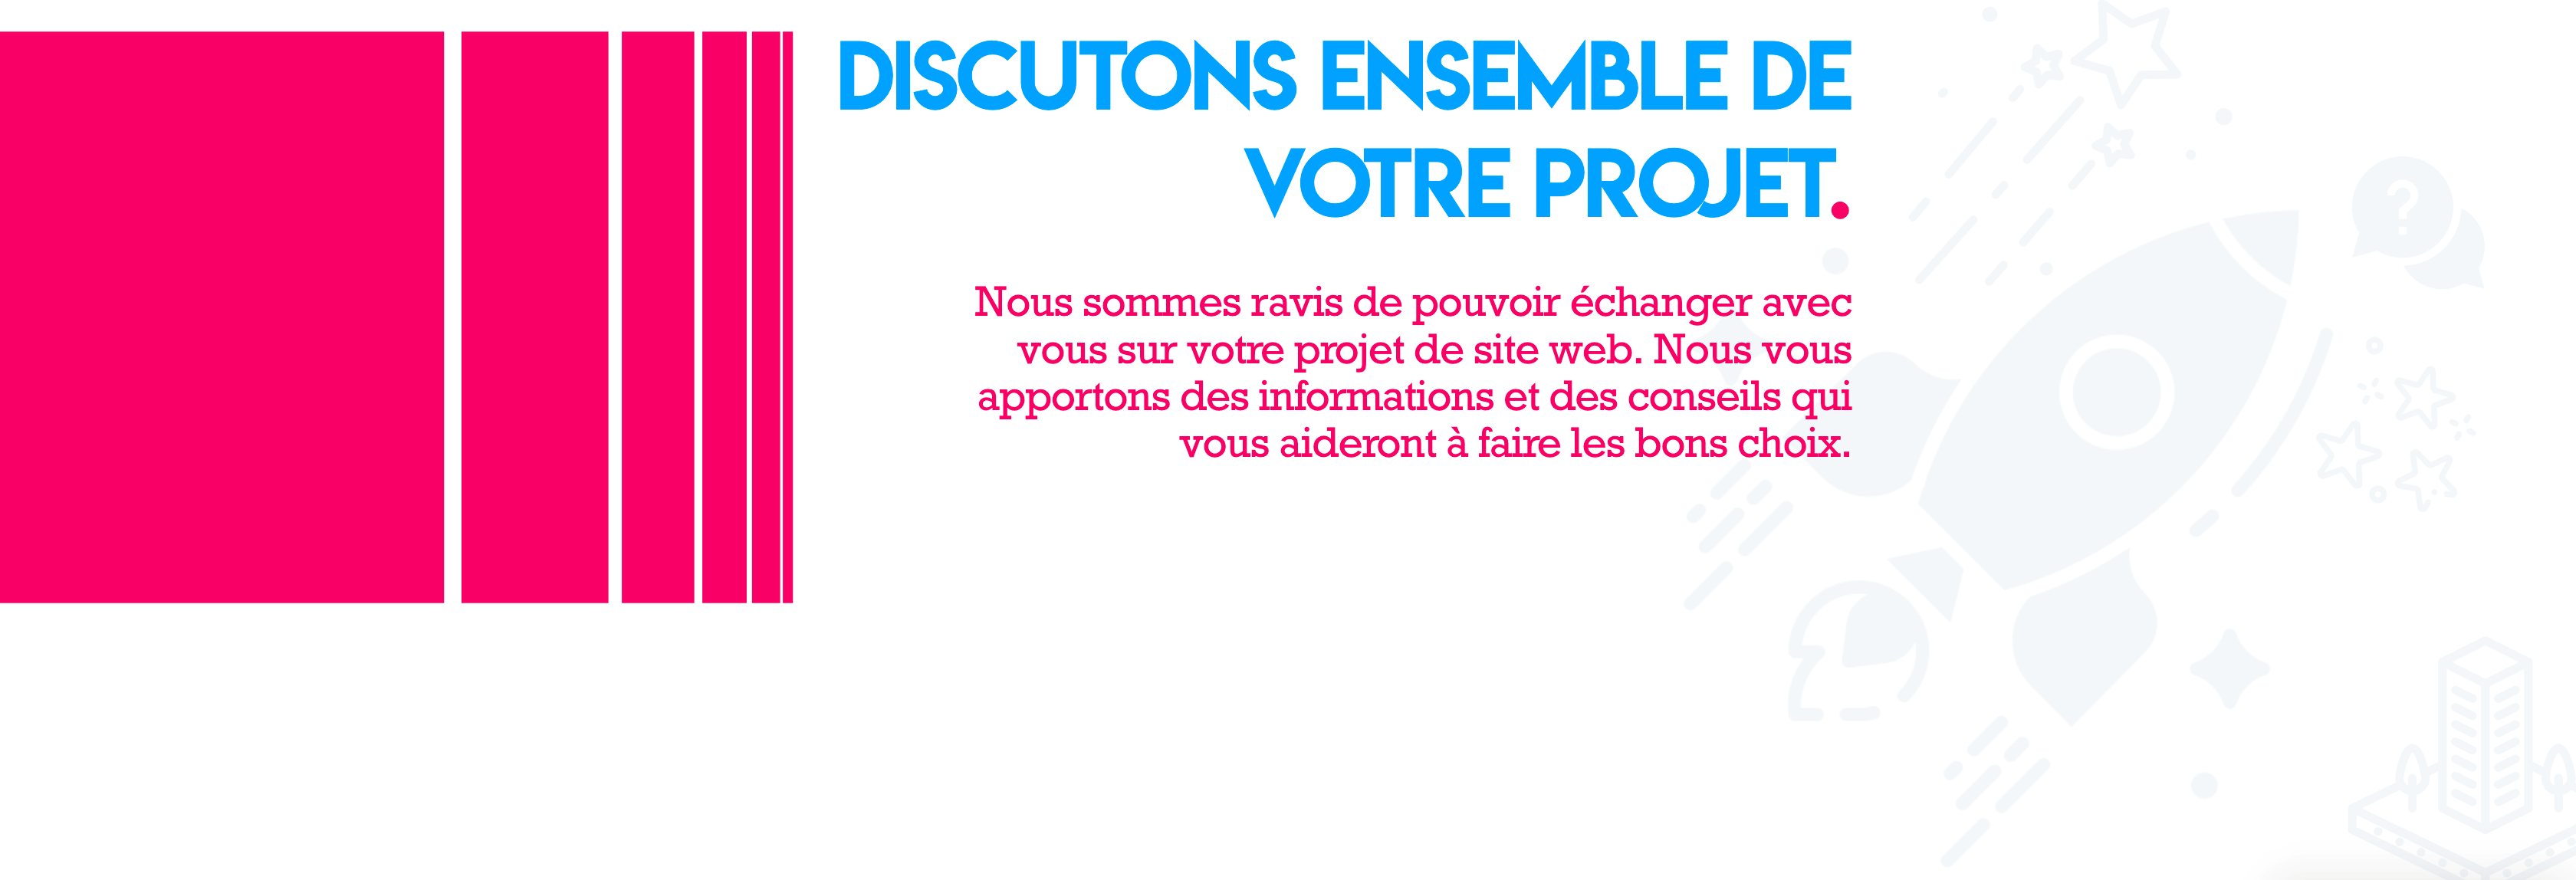 DISCUTONS ENSEMBLE DE
VOTRE PROJET.
?
Nous sommes ravis de pouvoir échanger avec
vous sur votre projet de site web. Nous vous
apportons des informations et des conseils qui
vous aideront à faire les bons choix.